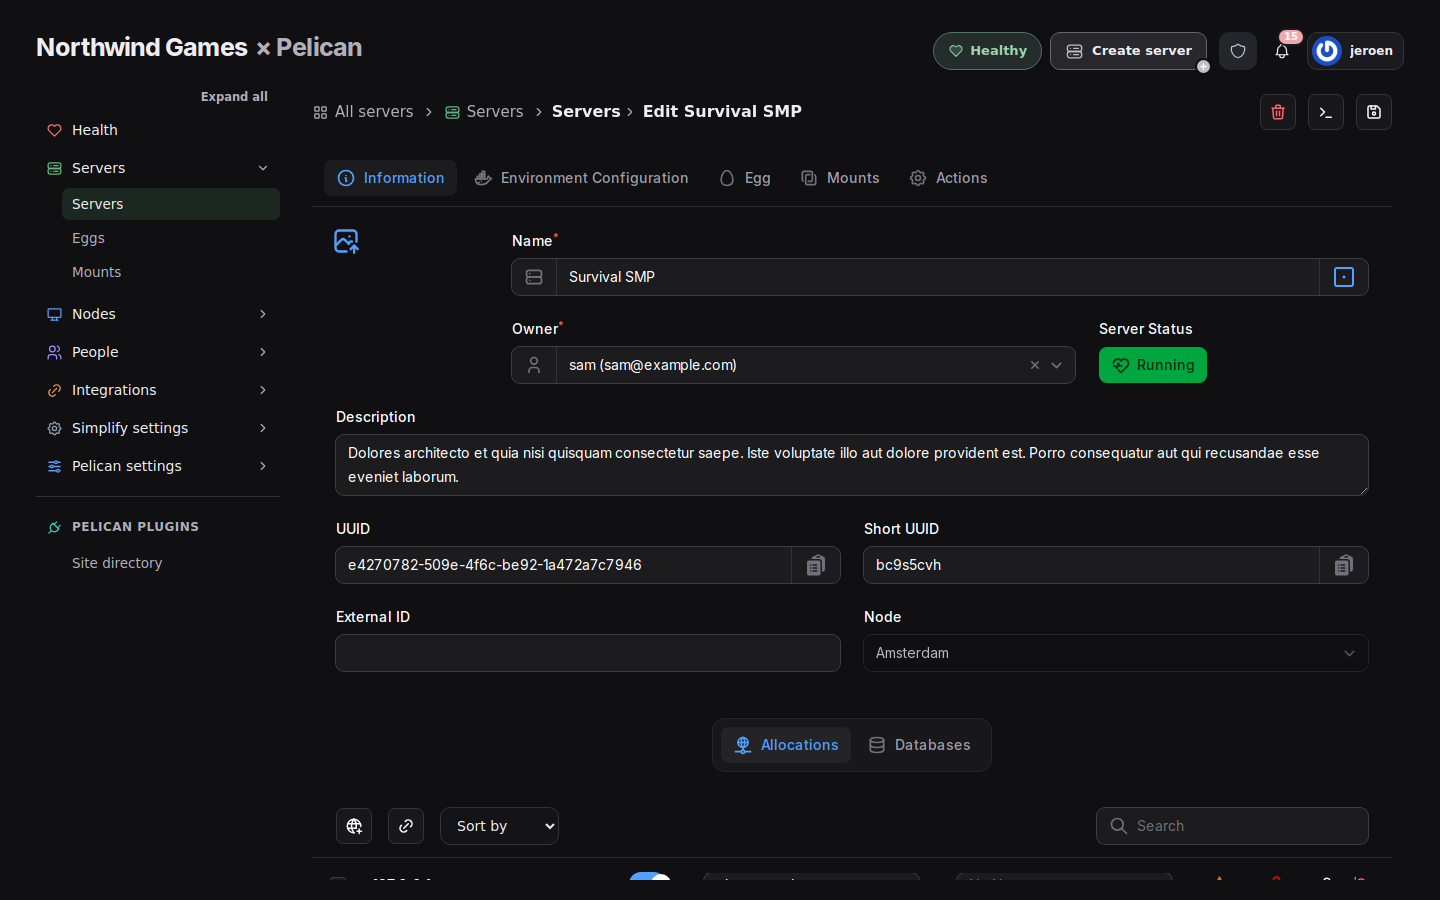 Northwind Games × Pelican
Healthy
Create server
15
jeroen
Expand all
Health
Servers
Servers
Eggs
Mounts
Nodes
People
Integrations
Simplify settings
Pelican settings
PELICAN PLUGINS
Site directory
All servers > Servers > Servers > Edit Survival SMP
Information
Environment Configuration
Egg
Mounts
Actions
Name*
Survival SMP
Owner*
Server Status
sam (sam@example.com)
Running
Description
Dolores architecto et quia nisi quisquam consectetur saepe. Iste voluptate illo aut dolore provident est. Porro consequatur aut qui recusandae esse
eveniet laborum.
UUID
Short UUID
e4270782-509e-4f6c-be92-1a472a7c7946
bc9s5cvh
External ID
Node
Amsterdam
Allocations
Databases
Sort by
Search